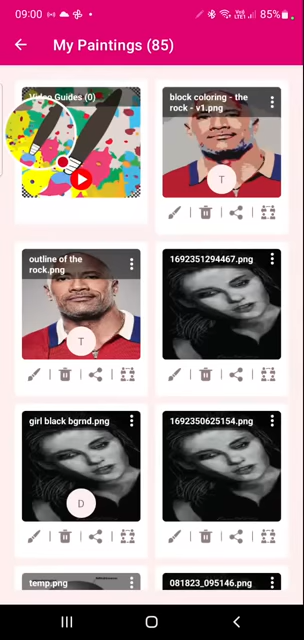 09:00
85%
My Paintings (85)
Video Guides (0)
block coloring - the
rock - v1.png
T
outline of the
rock.png
T
1692351294467.png
girl black bgrnd.png
D
1692350625154.png
temp.png
081823_095146.png